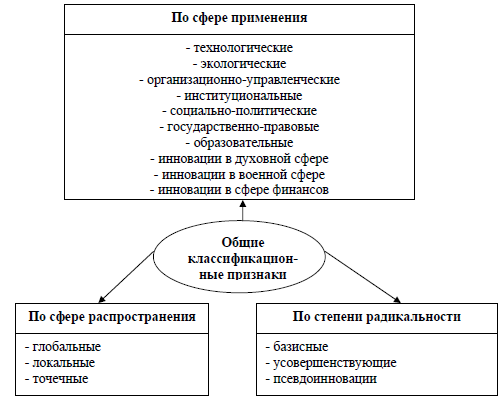 По сфере применения
- технологические
- экологические
- организационно-управленческие
- институциональные
- социально-политические
- государственно-правовые
- образовательные
- инновации в духовной сфере
- инновации в военной сфере
- инновации в сфере финансов
Общие
классификацион-
ные признаки
По сфере распространения
- глобальные
- локальные
- точечные
По степени радикальности
- базисные
- усовершенствующие
- псевдоинновации